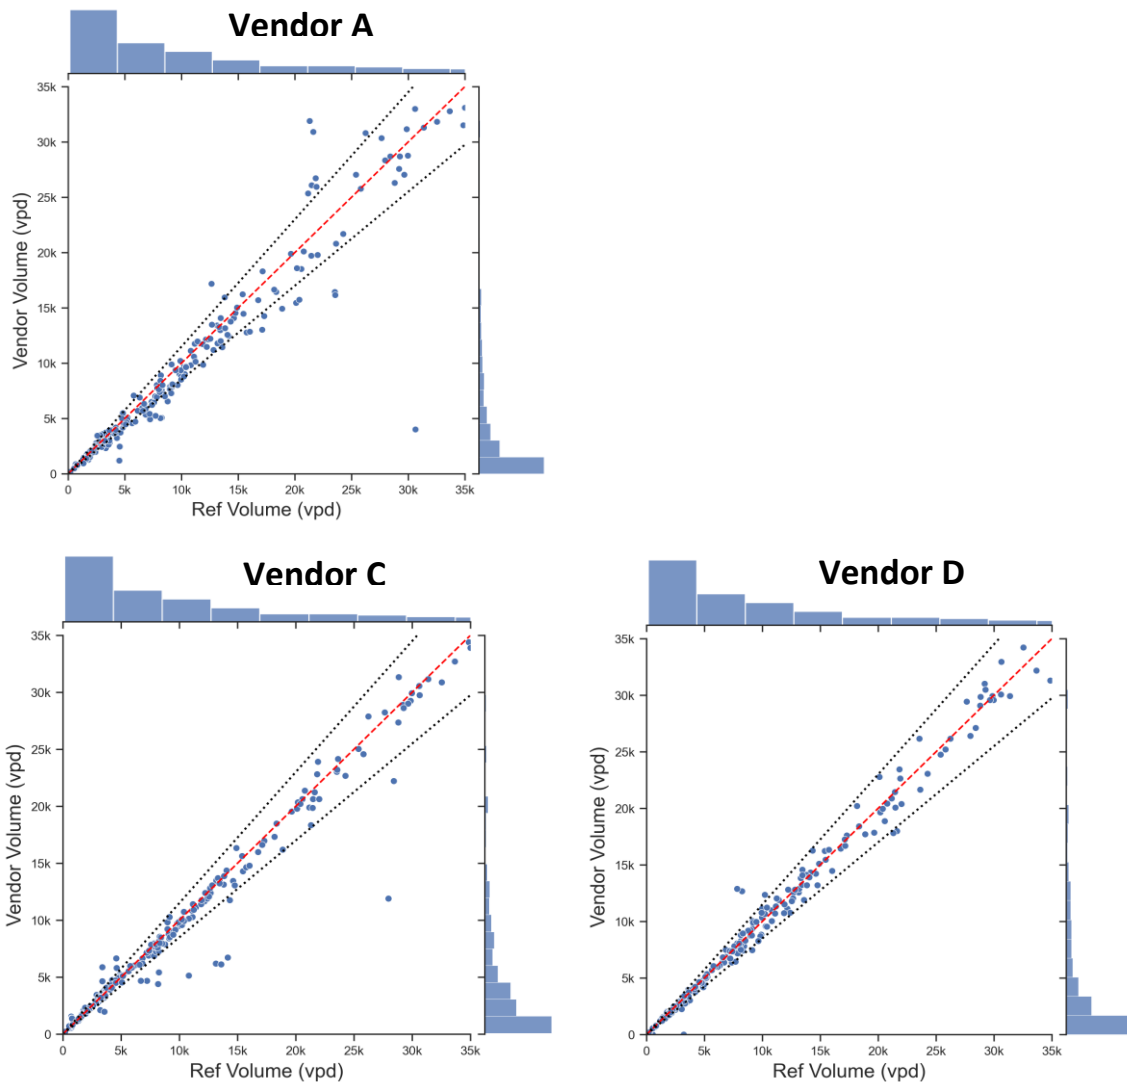 Vendor A
35k
30k
25k
20k
15k
10k
5k
0
Vendor Volume (vpd)
0 5k 10k 15k 20k 25k 30k 35k
Ref Volume (vpd)
Vendor C
35k
30k
25k
20k
15k
10k
5k
0
Vendor Volume (vpd)
0 5k 10k 15k 20k 25k 30k 35k
Ref Volume (vpd)
Vendor D
35k
30k
25k
20k
15k
10k
5k
0
Vendor Volume (vpd)
0 5k 10k 15k 20k 25k 30k 35k
Ref Volume (vpd)